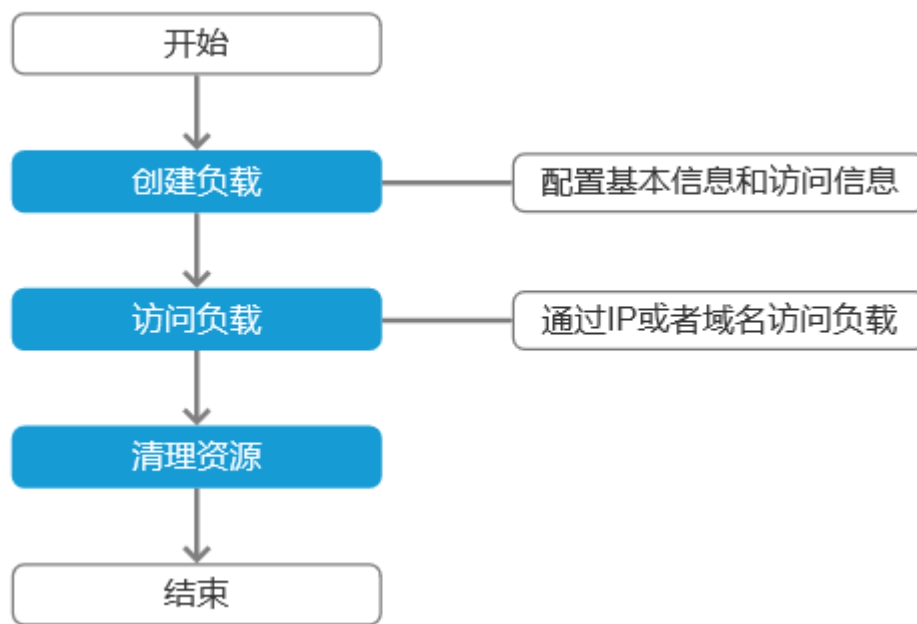 开始
创建负载
配置基本信息和访问信息
访问负载
通过IP或者域名访问负载
清理资源
结束